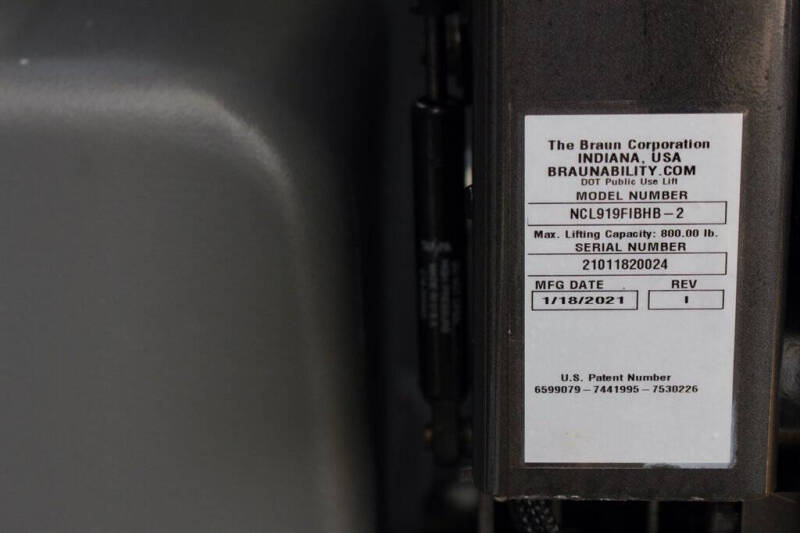 The Braun Corporation
INDIANA, USA
BRAUNABILITY.COM
DOT Public Use Lift
MODEL NUMBER
NCL919FIBHB-2
Max. Lifting Capacity: 800.00 lb.
SERIAL NUMBER
21011820024
MFG DATE REV
1/18/2021 I
U.S. Patent Number
6599079-7441995-7530226